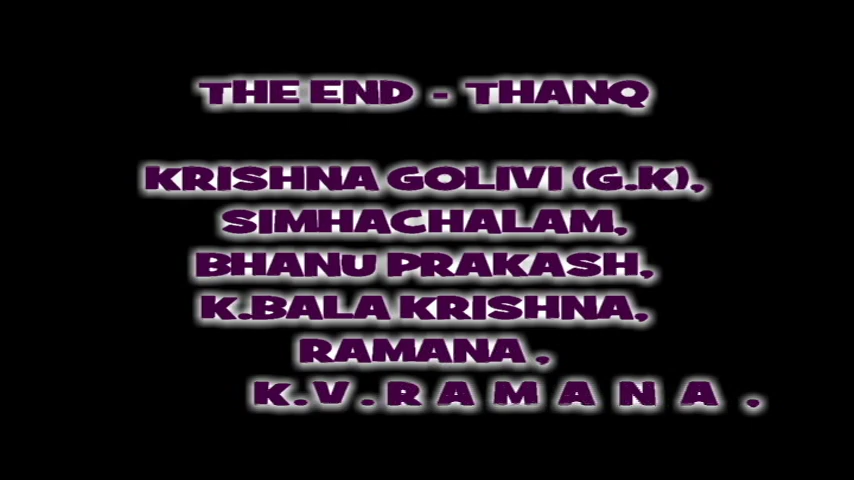 THE END - THANQ
KRISHNA GOLIVI (G.K),
SIMHACHALAM,
BHANU PRAKASH,
K.BALA KRISHNA,
RAMANA ,
K.V.RAMANA ,